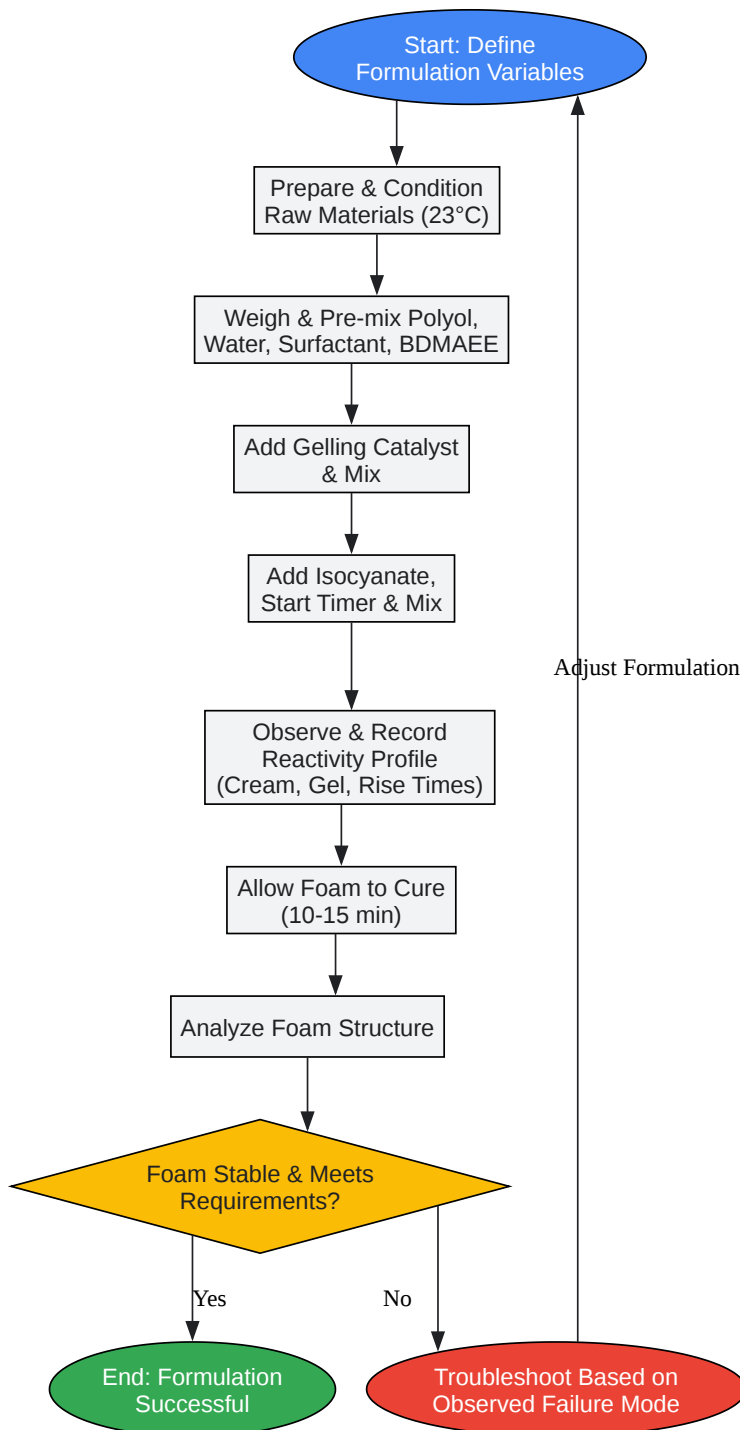 Start: Define
Formulation Variables
Prepare & Condition
Raw Materials (23°C)
Weigh & Pre-mix Polyol,
Water, Surfactant, BDMAEE
Add Gelling Catalyst
& Mix
Add Isocyanate,
Start Timer & Mix
Adjust Formulation
Observe & Record
Reactivity Profile
(Cream, Gel, Rise Times)
Allow Foam to Cure
(10-15 min)
Analyze Foam Structure
Foam Stable & Meets
Requirements?
Yes
No
End: Formulation
Successful
Troubleshoot Based on
Observed Failure Mode